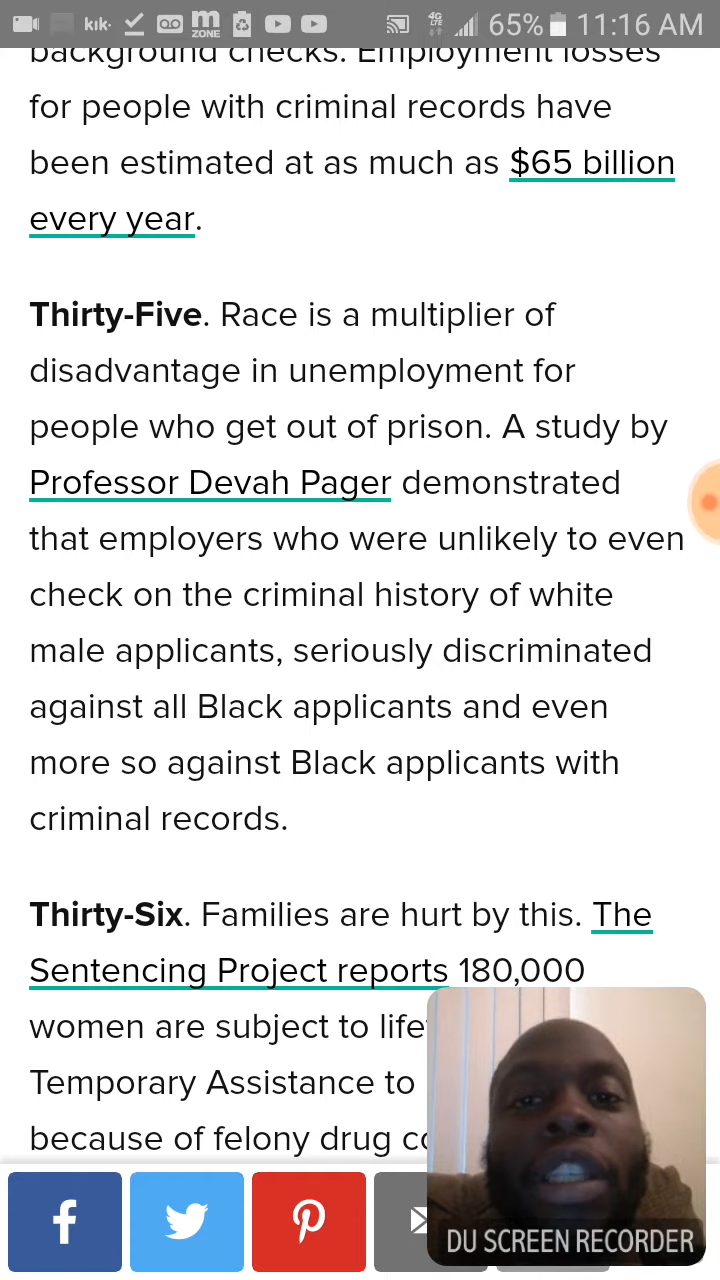 kik. m 4G 65% 11:16 AM
ZONE LTE
background checks. Employment losses
for people with criminal records have
been estimated at as much as $65 billion
every year.
Thirty-Five. Race is a multiplier of
disadvantage in unemployment for
people who get out of prison. A study by
Professor Devah Pager demonstrated
that employers who were unlikely to even
check on the criminal history of white
male applicants, seriously discriminated
against all Black applicants and even
more so against Black applicants with
criminal records.
Thirty-Six. Families are hurt by this. The
Sentencing Project reports 180,000
women are subject to
Temporary Assistance to
because of felony drug
DU SCREEN RECORDER